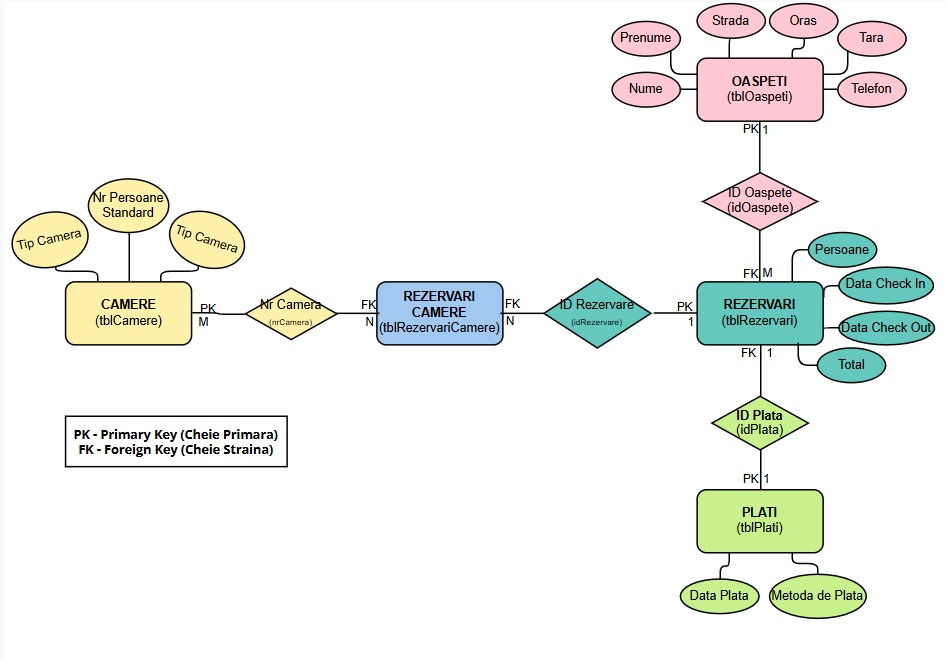 Strada
Oras
Prenume
Tara
Nume
Telefon
OASPETI
(tblOaspeti)
PK 1
ID Oaspete
(idOaspete)
FK M
Nr Persoane
Standard
Tip Camera
Tip Camera
CAMERE
(tblCamere)
PK
M
Nr Camera
(nrCamera)
FK
N
REZERVARI
CAMERE
(tblRezervariCamere)
FK
N
ID Rezervare
(idRezervare)
PK
1
REZERVARI
(tblRezervari)
Persoane
Data Check In
Data Check Out
Total
FK 1
ID Plata
(idPlata)
PK 1
PLATI
(tblPlati)
Data Plata
Metoda de Plata
PK - Primary Key (Cheie Primara)
FK - Foreign Key (Cheie Straina)